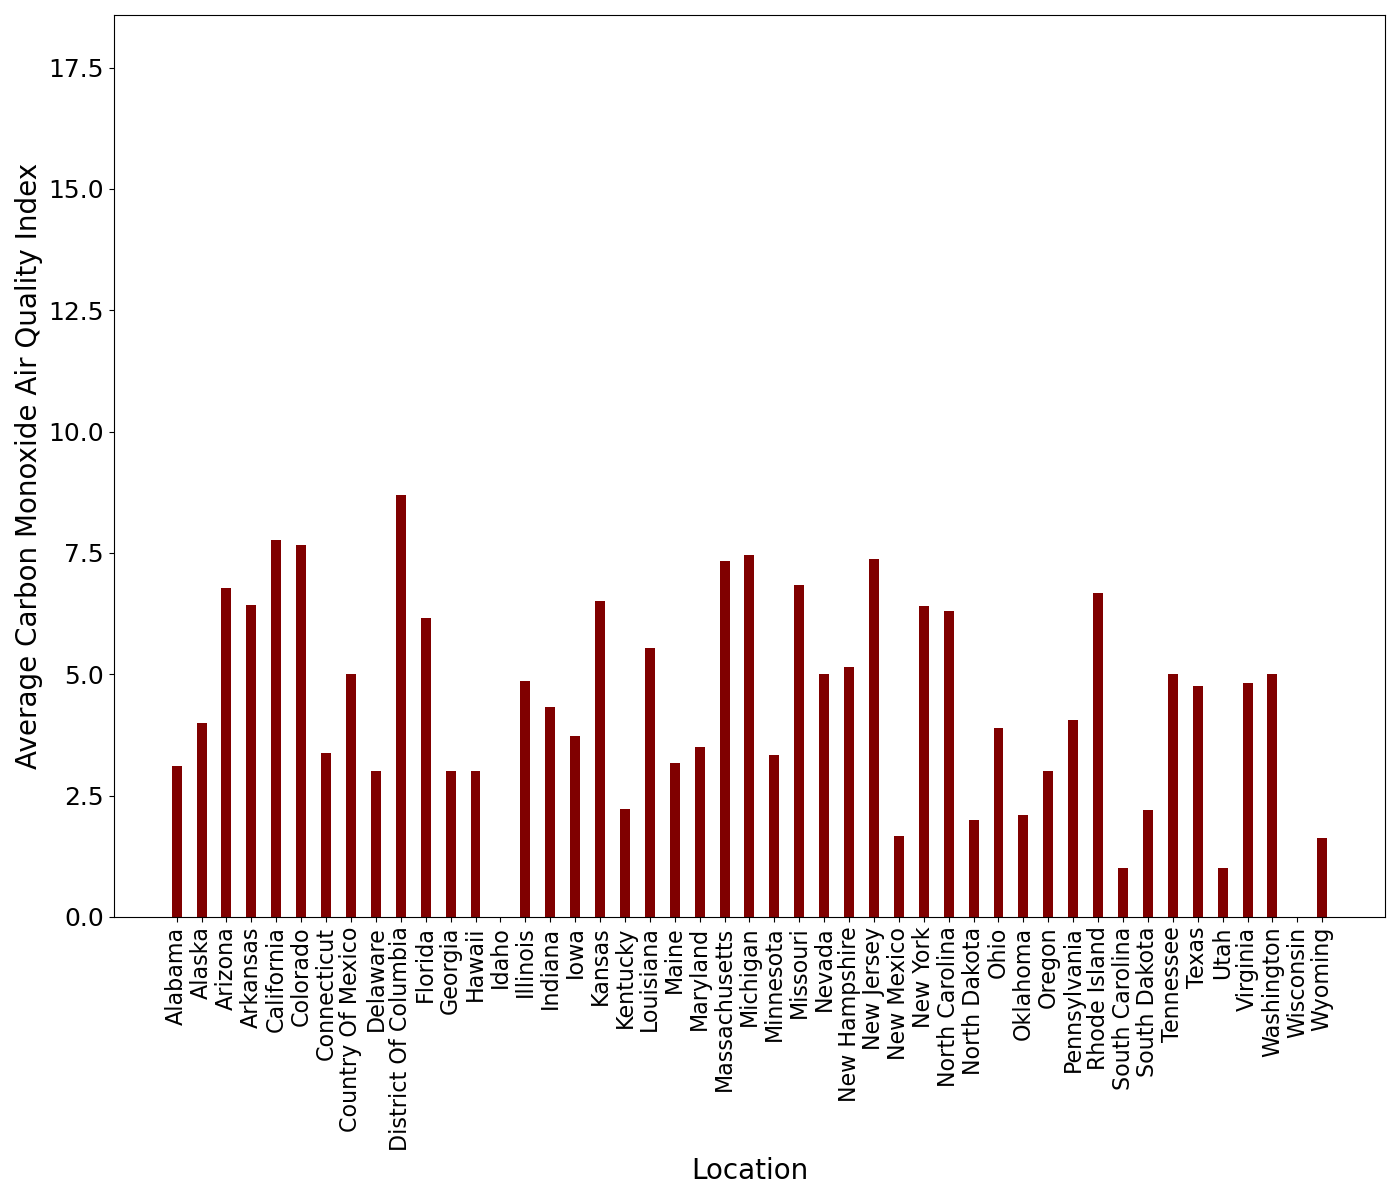 17.5
15.0
12.5
10.0
7.5
5.0
2.5
0.0
Average Carbon Monoxide Air Quality Index
Alabama
Alaska
Arizona
Arkansas
California
Colorado
Connecticut
Country Of Mexico
Delaware
District Of Columbia
Florida
Georgia
Hawaii
Idaho
Illinois
Indiana
Iowa
Kansas
Kentucky
Louisiana
Maine
Maryland
Massachusetts
Michigan
Minnesota
Missouri
Nevada
New Hampshire
New Jersey
New Mexico
New York
North Carolina
North Dakota
Ohio
Oklahoma
Oregon
Pennsylvania
Rhode Island
South Carolina
South Dakota
Tennessee
Texas
Utah
Virginia
Washington
Wisconsin
Wyoming
Location